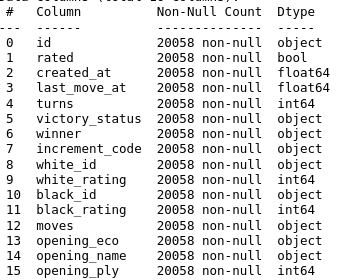 #   Column          Non-Null Count  Dtype
---  ------          --------------  -----
 0   id              20058 non-null  object
 1   rated           20058 non-null  bool
 2   created_at      20058 non-null  float64
 3   last_move_at    20058 non-null  float64
 4   turns           20058 non-null  int64
 5   victory_status  20058 non-null  object
 6   winner          20058 non-null  object
 7   increment_code  20058 non-null  object
 8   white_id        20058 non-null  object
 9   white_rating    20058 non-null  int64
 10  black_id        20058 non-null  object
 11  black_rating    20058 non-null  int64
 12  moves           20058 non-null  object
 13  opening_eco     20058 non-null  object
 14  opening_name    20058 non-null  object
 15  opening_ply     20058 non-null  int64